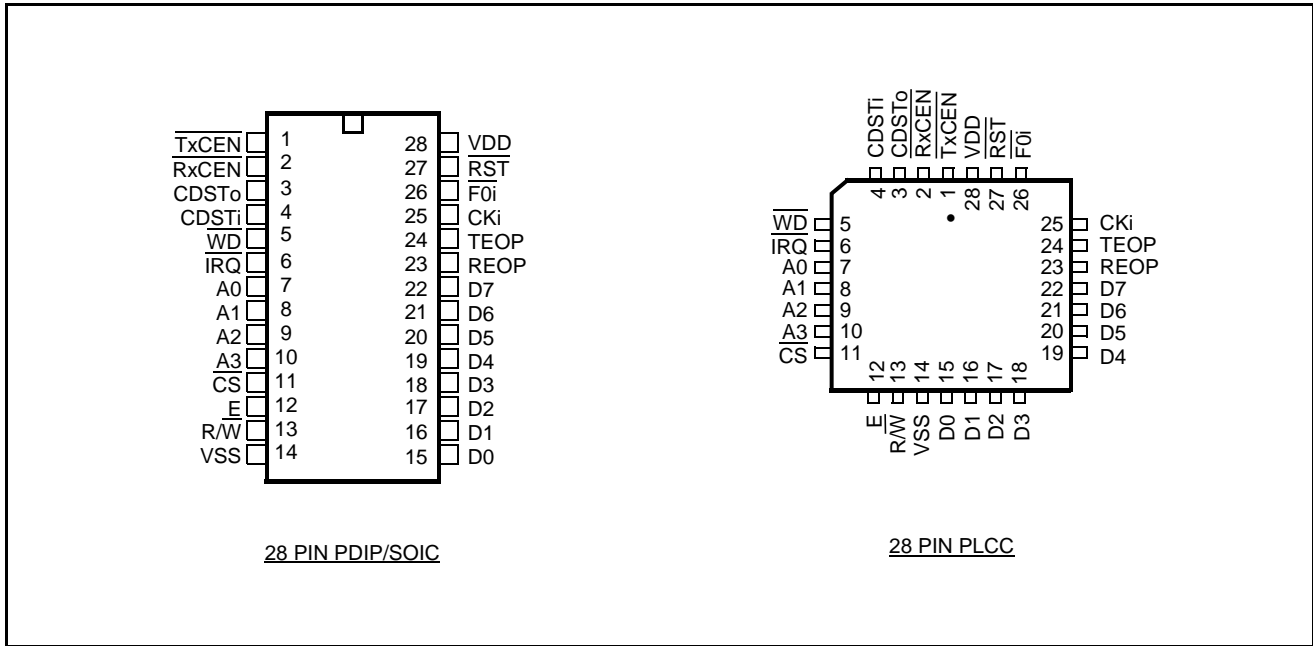 TxCEN 1
RxCEN 2
CDSTo 3
CDSTi 4
WD 5
IRQ 6
A0 7
A1 8
A2 9
A3 10
CS 11
E 12
R/W 13
VSS 14
28 VDD
27 RST
26 F0i
25 CKi
24 TEOP
23 REOP
22 D7
21 D6
20 D5
19 D4
18 D3
17 D2
16 D1
15 D0
28 PIN PDIP/SOIC
CDSTi 4
CDSTo 3
RxCEN 2
TxCEN 1
VDD 28
RST 27
F0i 26
WD 5
IRQ 6
A0 7
A1 8
A2 9
A3 10
CS 11
25 CKi
24 TEOP
23 REOP
22 D7
21 D6
20 D5
19 D4
12 E
13 R/W
14 VSS
15 D0
16 D1
17 D2
18 D3
28 PIN PLCC